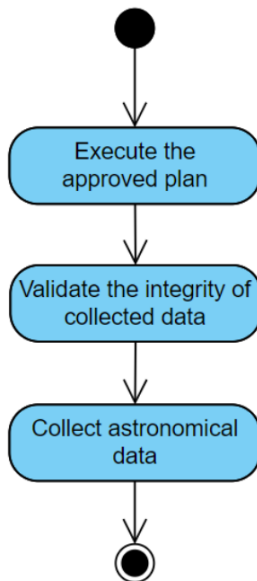 Execute the
approved plan
Validate the integrity of
collected data
Collect astronomical
data